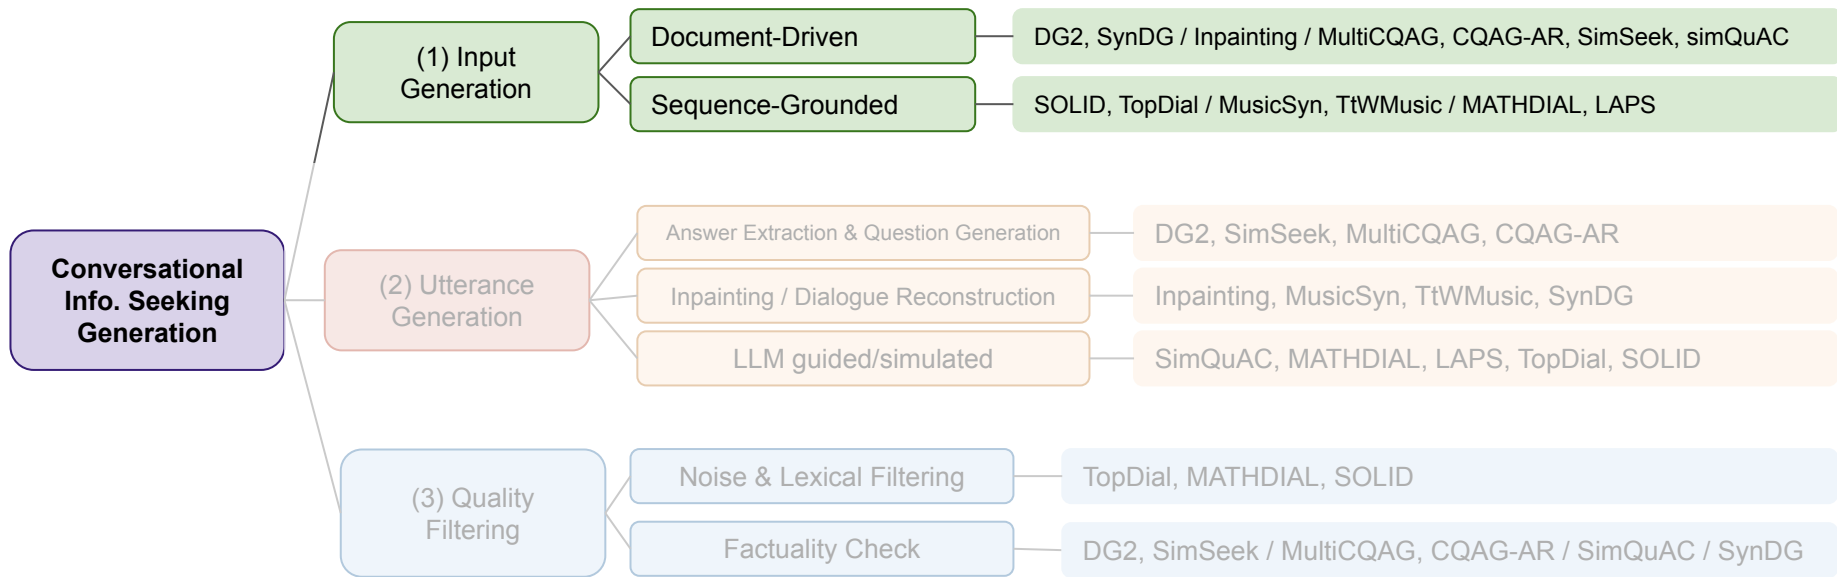 Conversational
Info. Seeking
Generation
(1) Input
Generation
Document-Driven
DG2, SynDG / Inpainting / MultiCQAG, CQAG-AR, SimSeek, simQuAC
Sequence-Grounded
SOLID, TopDial / MusicSyn, TtWMusic / MATHDIAL, LAPS
(2) Utterance
Generation
Answer Extraction & Question Generation
DG2, SimSeek, MultiCQAG, CQAG-AR
Inpainting / Dialogue Reconstruction
Inpainting, MusicSyn, TtWMusic, SynDG
LLM guided/simulated
SimQuAC, MATHDIAL, LAPS, TopDial, SOLID
(3) Quality
Filtering
Noise & Lexical Filtering
TopDial, MATHDIAL, SOLID
Factuality Check
DG2, SimSeek / MultiCQAG, CQAG-AR / SimQuAC / SynDG